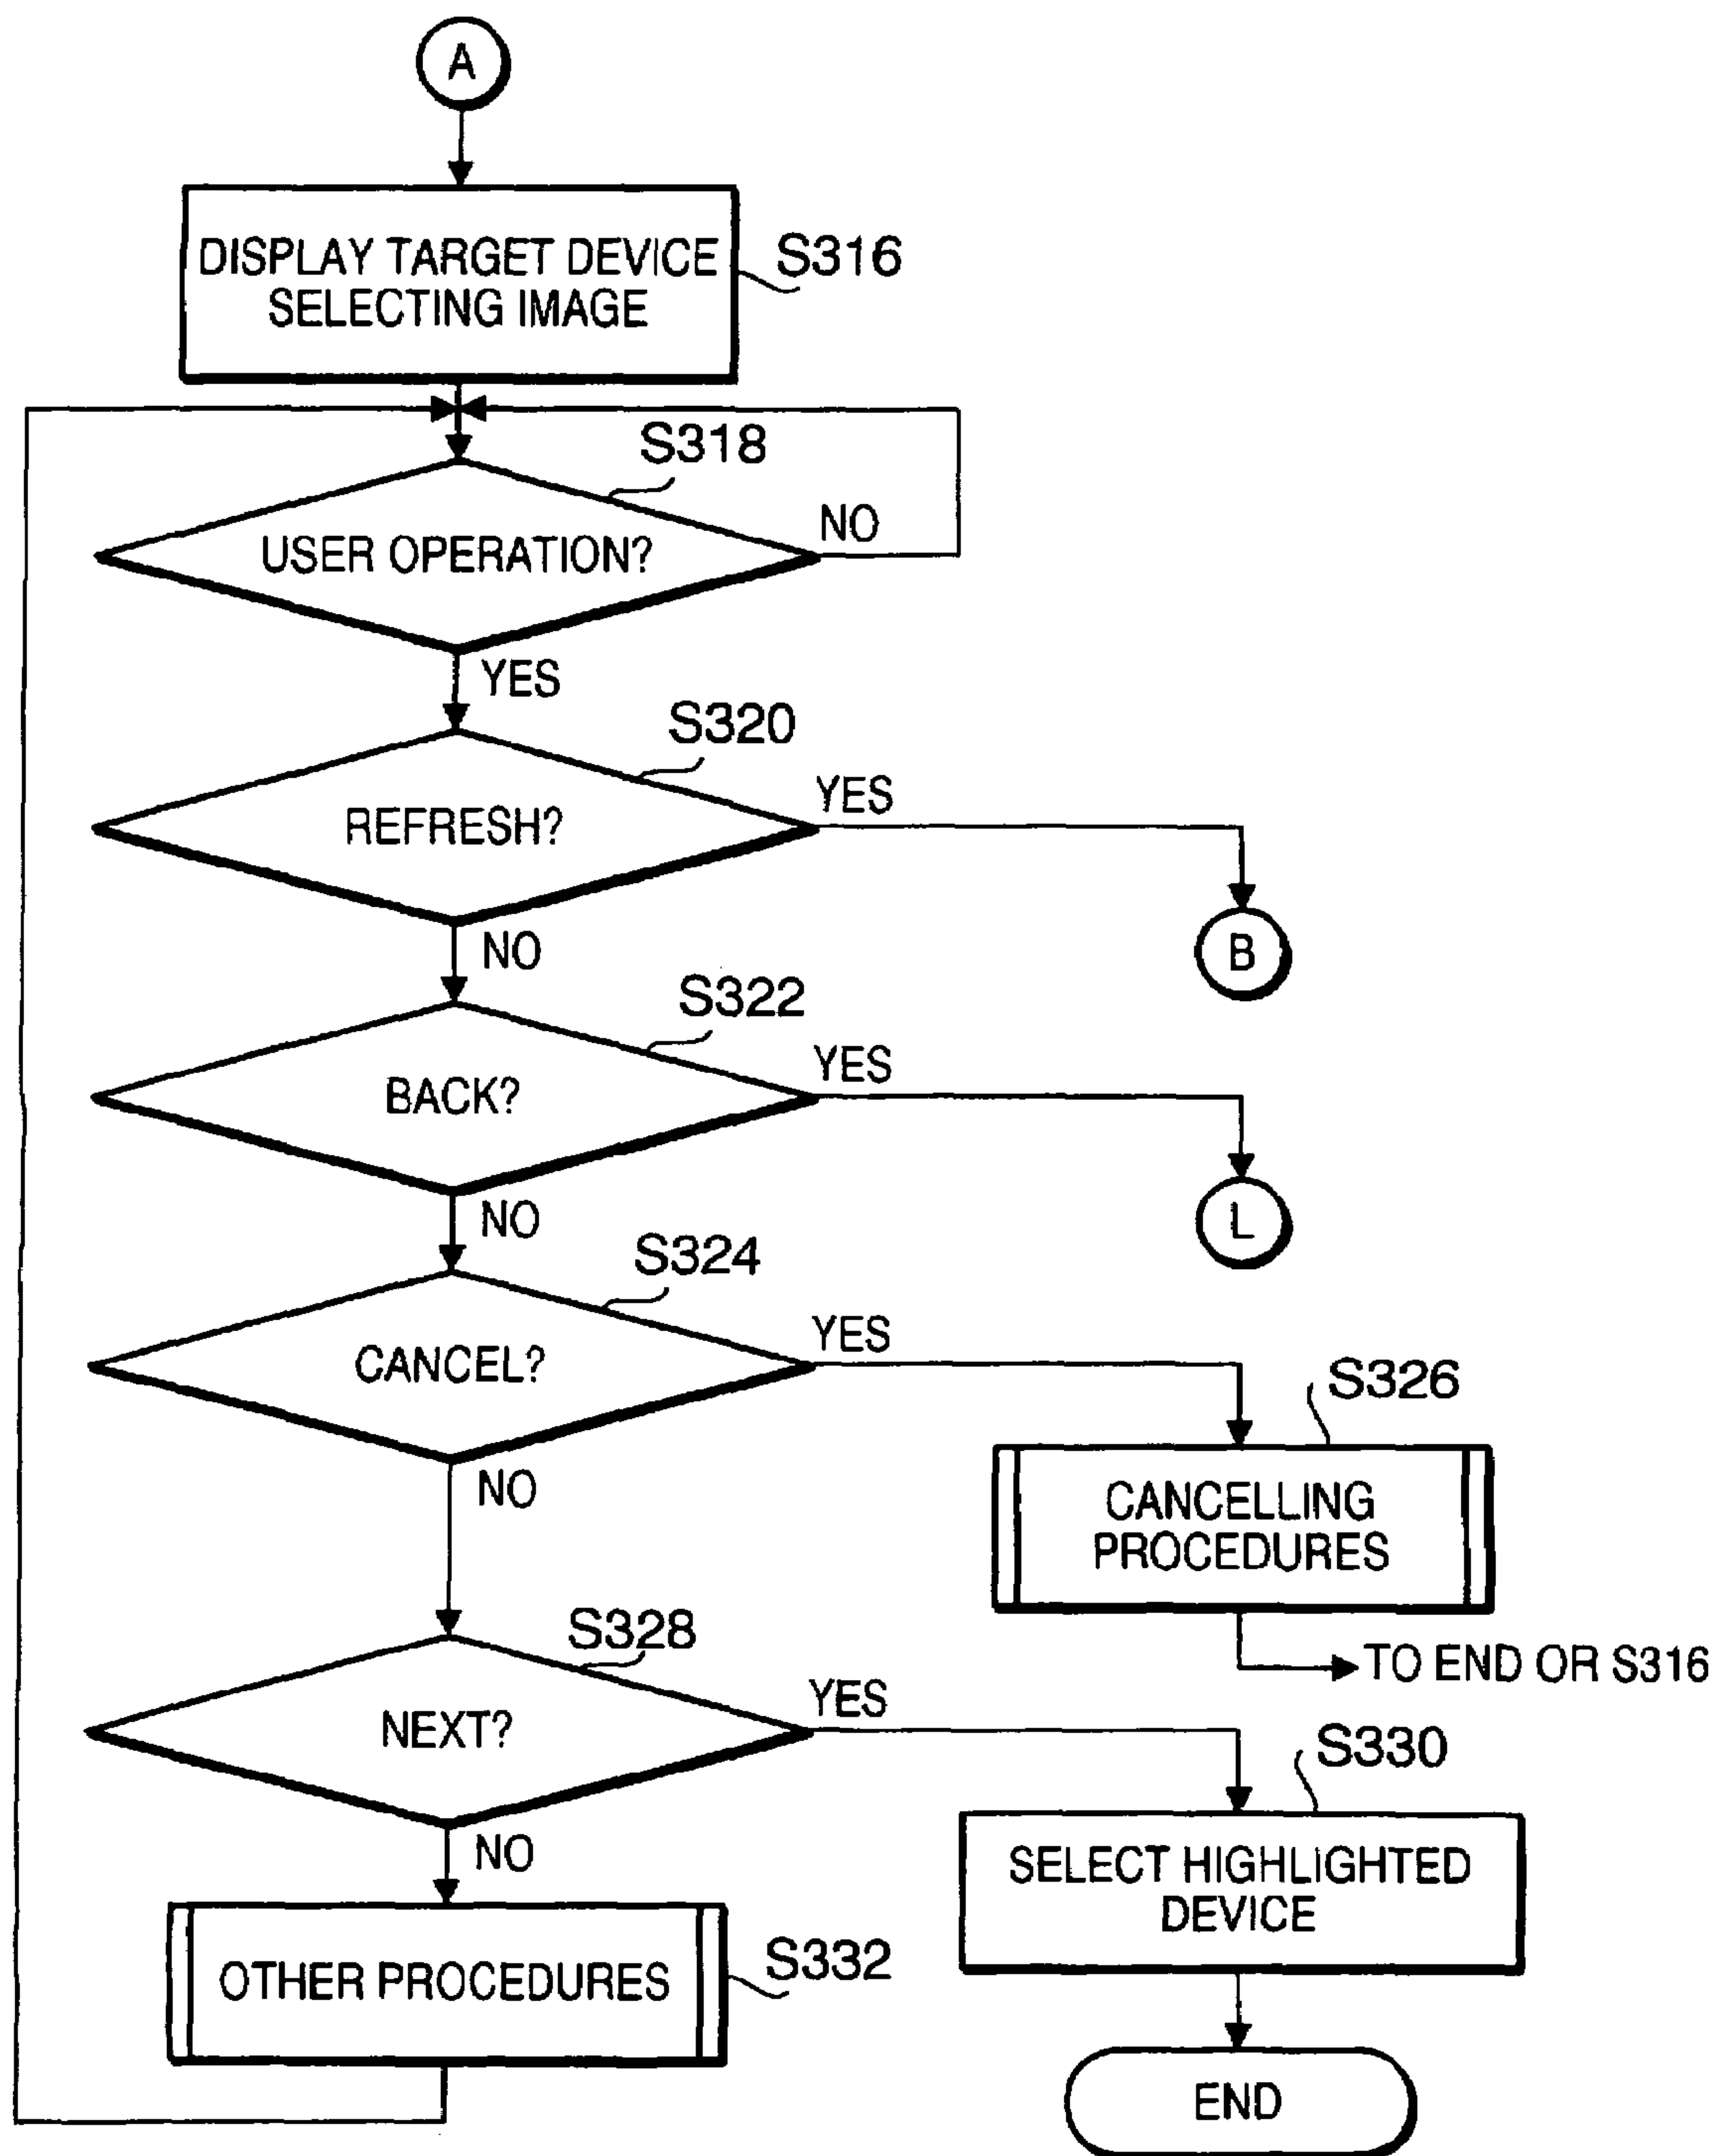 A
DISPLAY TARGET DEVICE
SELECTING IMAGE
S316
S318
USER OPERATION?
NO
YES
S320
REFRESH?
YES
B
NO
S322
BACK?
YES
L
NO
S324
CANCEL?
YES
S326
CANCELLING
PROCEDURES
TO END OR S316
NO
S328
NEXT?
YES
S330
SELECT HIGHLIGHTED
DEVICE
END
NO
OTHER PROCEDURES
S332